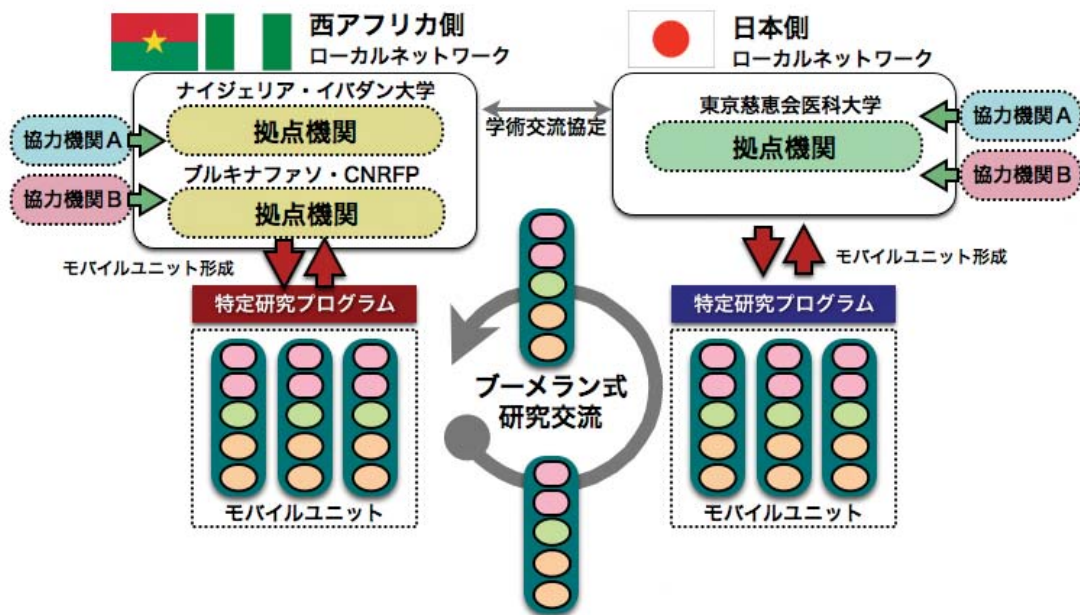 西アフリカ側
ローカルネットワーク
ナイジェリア・イバダン大学
拠点機関
ブルキナファソ・CNRFP
拠点機関
協力機関A
協力機関B
学術交流協定
日本側
ローカルネットワーク
東京慈恵会医科大学
拠点機関
協力機関A
協力機関B
モバイルユニット形成
特定研究プログラム
モバイルユニット
ブーメラン式
研究交流
モバイルユニット形成
特定研究プログラム
モバイルユニット